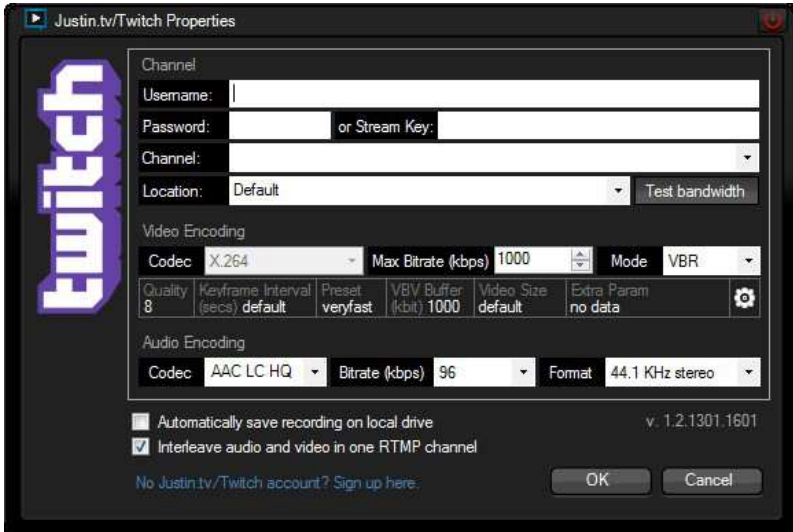 Justin.tv/Twitch Properties
twitch
Channel
Username:
Password: or Stream Key:
Channel:
Location: Default Test bandwidth
Video Encoding
Codec X.264 Max Bitrate (kbps) 1000 Mode VBR
Quality Keyframe Interval Preset VBV Buffer Video Size Extra Param
8 (secs) default veryfast (kbit) 1000 default no data
Audio Encoding
Codec AAC LC HQ Bitrate (kbps) 96 Format 44.1 KHz stereo
Automatically save recording on local drive v. 1.2.1301.1601
Interleave audio and video in one RTMP channel
No Justin.tv/Twitch account? Sign up here. OK Cancel